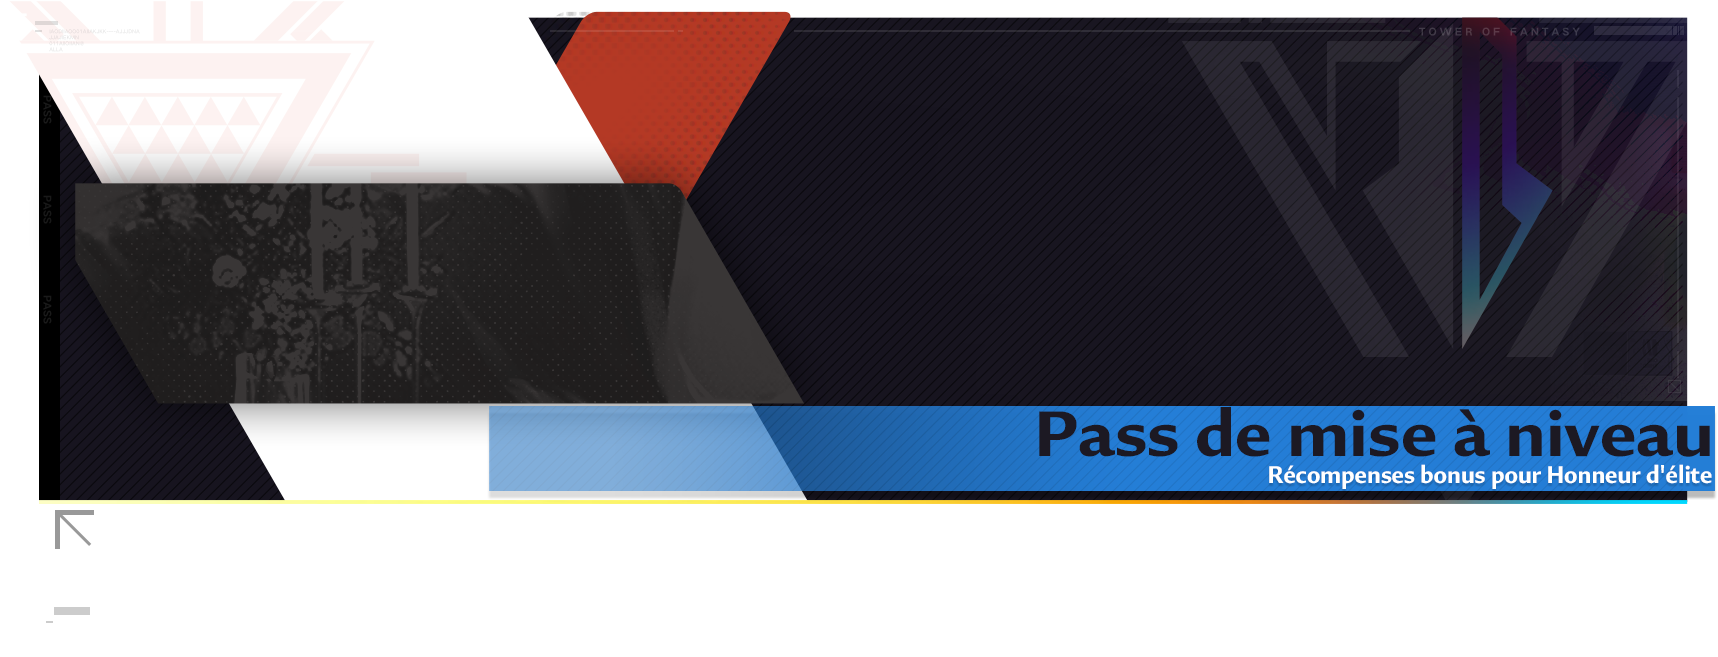 TOWER OF FANTASY
PASS
PASS
PASS
Pass de mise à niveau
Récompenses bonus pour Honneur d'élite